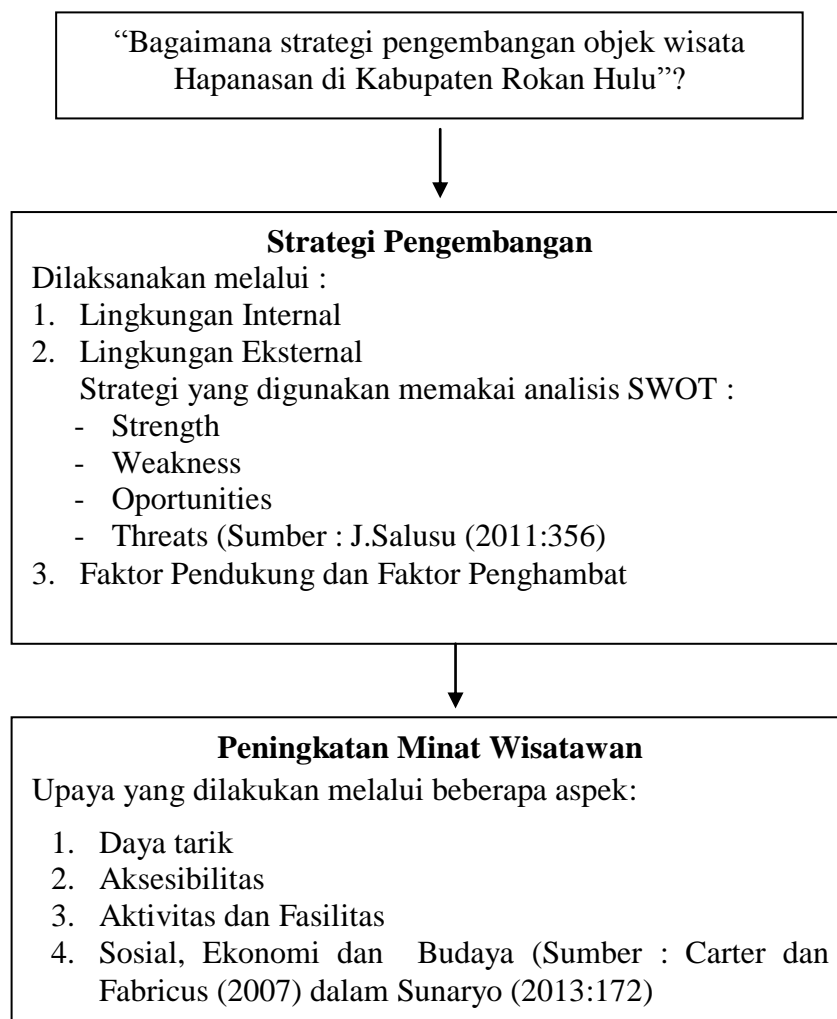 “Bagaimana strategi pengembangan objek wisata
Hapanasan di Kabupaten Rokan Hulu”?
Strategi Pengembangan
Dilaksanakan melalui :
1. Lingkungan Internal
2. Lingkungan Eksternal
Strategi yang digunakan memakai analisis SWOT :
- Strength
- Weakness
- Oportunities
- Threats (Sumber : J.Salusu (2011:356)
3. Faktor Pendukung dan Faktor Penghambat
Peningkatan Minat Wisatawan
Upaya yang dilakukan melalui beberapa aspek:
1. Daya tarik
2. Aksesibilitas
3. Aktivitas dan Fasilitas
4. Sosial, Ekonomi dan Budaya (Sumber : Carter dan
Fabricus (2007) dalam Sunaryo (2013:172)